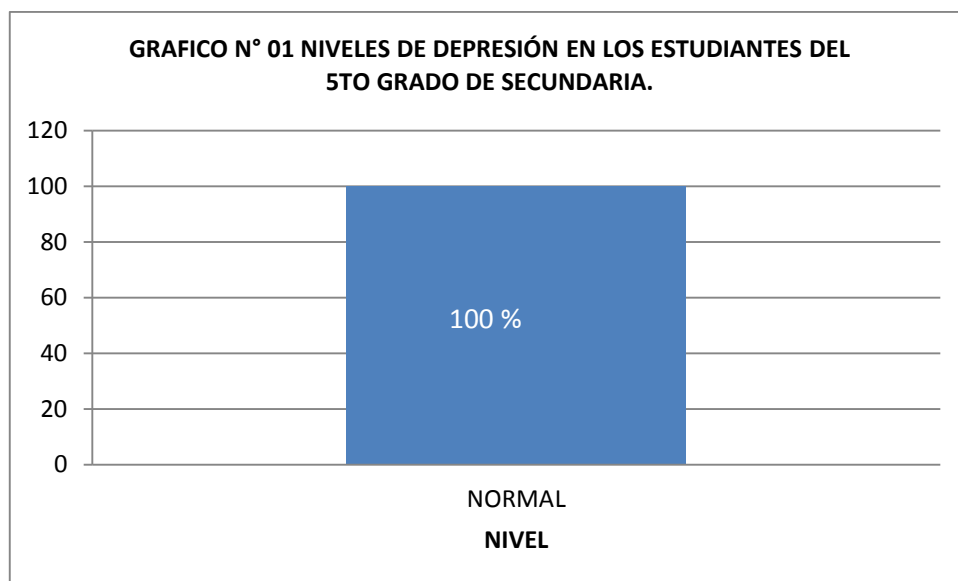 GRAFICO N° 01 NIVELES DE DEPRESIÓN EN LOS ESTUDIANTES DEL
5TO GRADO DE SECUNDARIA.
120
100
80
60
100 %
40
20
0
NORMAL
NIVEL